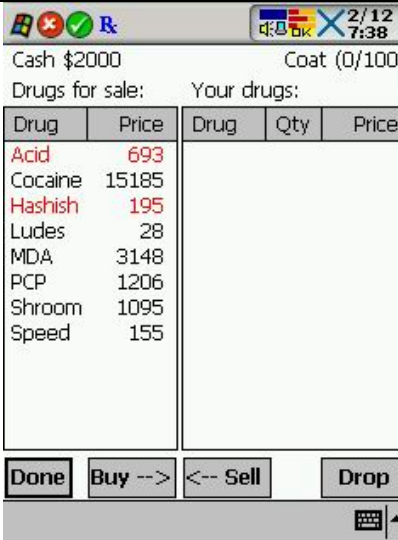 Rx 2/12
7:38
Cash $2000 Coat (0/100
Drugs for sale: Your drugs:
Drug Price Drug Qty Price
Acid 693
Cocaine 15185
Hashish 195
Ludes 28
MDA 3148
PCP 1206
Shroom 1095
Speed 155
Done Buy --> <-- Sell Drop